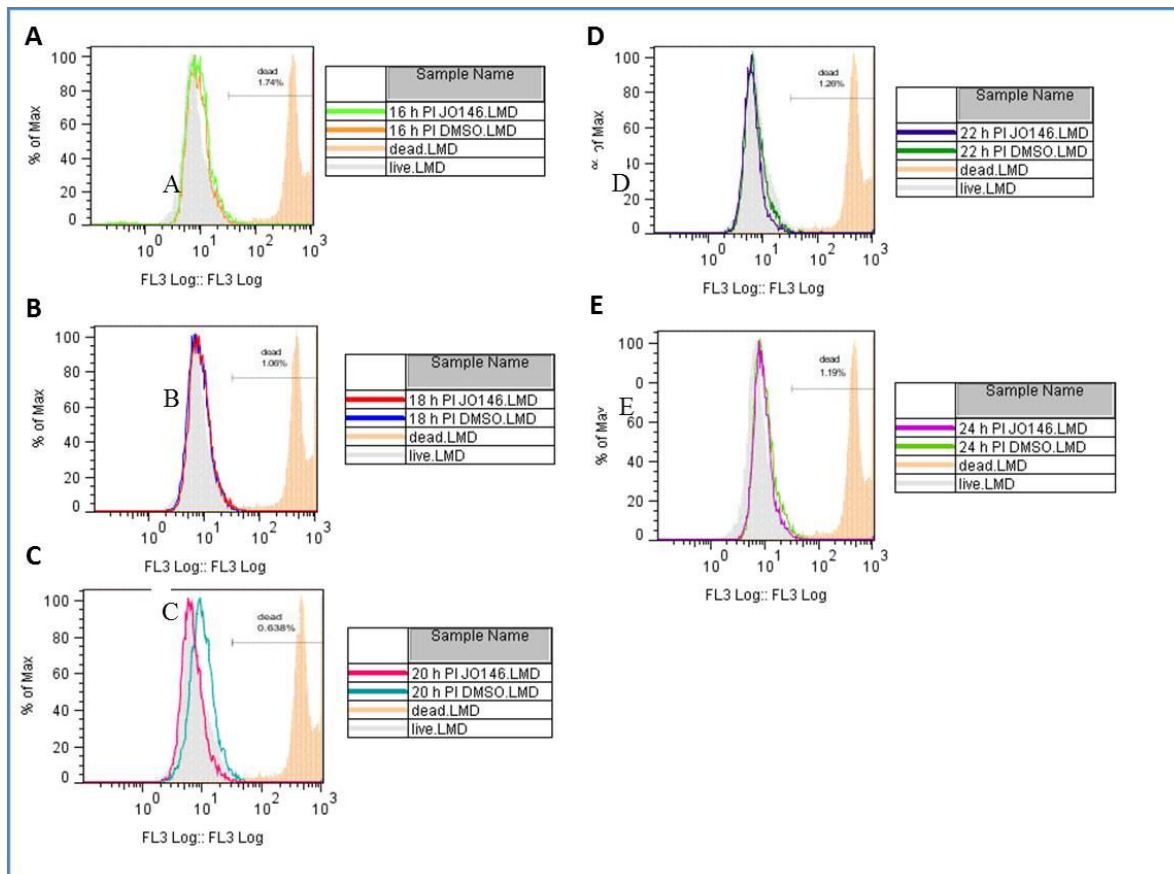 A
100
80
60
40
20
0
% of Max
A
dead
1.74%
10^0 10^1 10^2 10^3
FL3 Log:: FL3 Log
Sample Name
16 h PI JO146.LMD
16 h PI DMSO.LMD
dead.LMD
live.LMD
B
100
80
60
40
20
0
% of Max
B
dead
1.06%
10^0 10^1 10^2 10^3
FL3 Log:: FL3 Log
Sample Name
18 h PI JO146.LMD
18 h PI DMSO.LMD
dead.LMD
live.LMD
C
100
80
60
40
20
0
% of Max
C
dead
0.638%
10^0 10^1 10^2 10^3
FL3 Log:: FL3 Log
Sample Name
20 h PI JO146.LMD
20 h PI DMSO.LMD
dead.LMD
live.LMD
D
100
80
60
40
20
0
of Max
D
dead
1.26%
10^0 10^1 10^2 10^3
FL3 Log:: FL3 Log
Sample Name
22 h PI JO146.LMD
22 h PI DMSO.LMD
dead.LMD
live.LMD
E
100
0
60
40
20
0
% of Max
E
dead
1.19%
10^0 10^1 10^2 10^3
FL3 Log:: FL3 Log
Sample Name
24 h PI JO146.LMD
24 h PI DMSO.LMD
dead.LMD
live.LMD